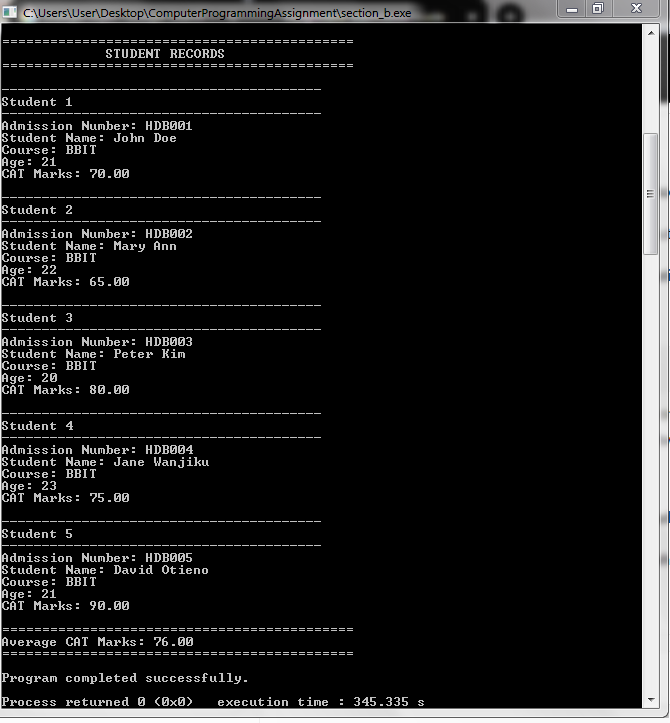 C:\Users\User\Desktop\ComputerProgrammingAssignment\section_b.exe
============================================
STUDENT RECORDS
============================================
----------------------------------------
Student 1
----------------------------------------
Admission Number: HDB001
Student Name: John Doe
Course: BBIT
Age: 21
CAT Marks: 70.00
----------------------------------------
Student 2
----------------------------------------
Admission Number: HDB002
Student Name: Mary Ann
Course: BBIT
Age: 22
CAT Marks: 65.00
----------------------------------------
Student 3
----------------------------------------
Admission Number: HDB003
Student Name: Peter Kim
Course: BBIT
Age: 20
CAT Marks: 80.00
----------------------------------------
Student 4
----------------------------------------
Admission Number: HDB004
Student Name: Jane Wanjiku
Course: BBIT
Age: 23
CAT Marks: 75.00
----------------------------------------
Student 5
----------------------------------------
Admission Number: HDB005
Student Name: David Otieno
Course: BBIT
Age: 21
CAT Marks: 90.00
============================================
Average CAT Marks: 76.00
============================================
Program completed successfully.
Process returned 0 (0x0)   execution time : 345.335 s